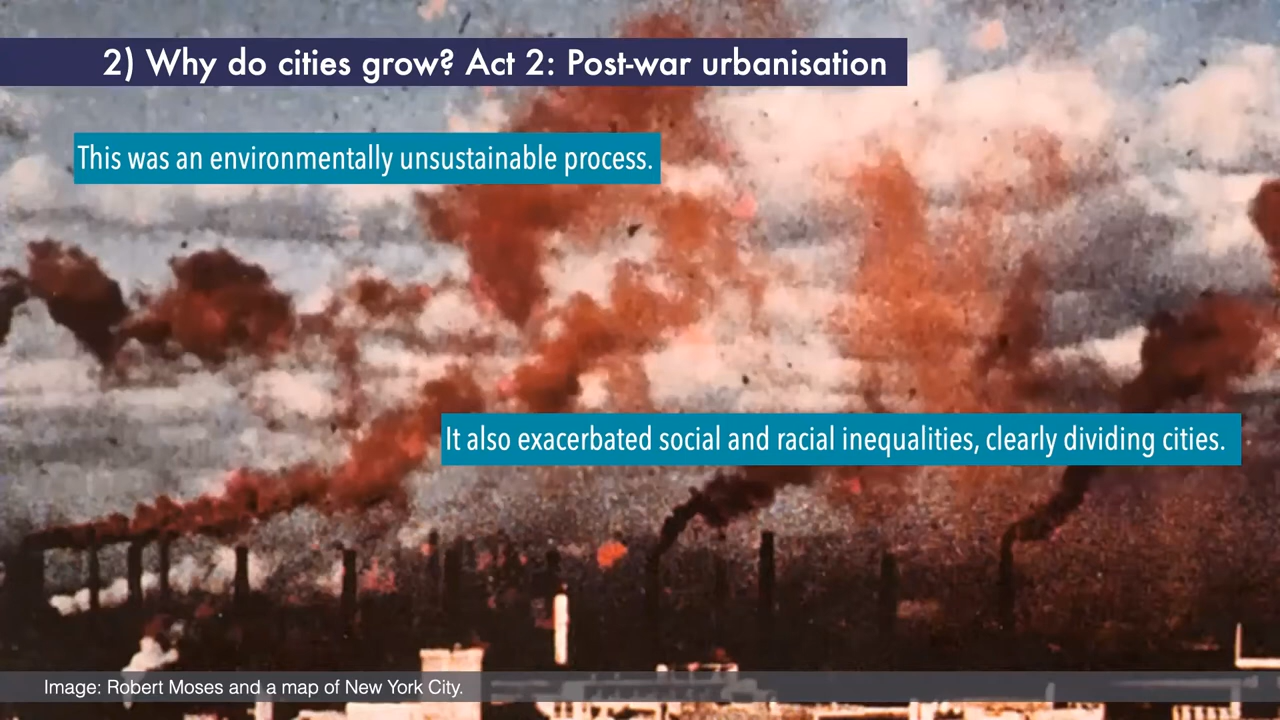 2) Why do cities grow? Act 2: Post-war urbanisation
This was an environmentally unsustainable process.
It also exacerbated social and racial inequalities, clearly dividing cities.
Image: Robert Moses and a map of New York City.